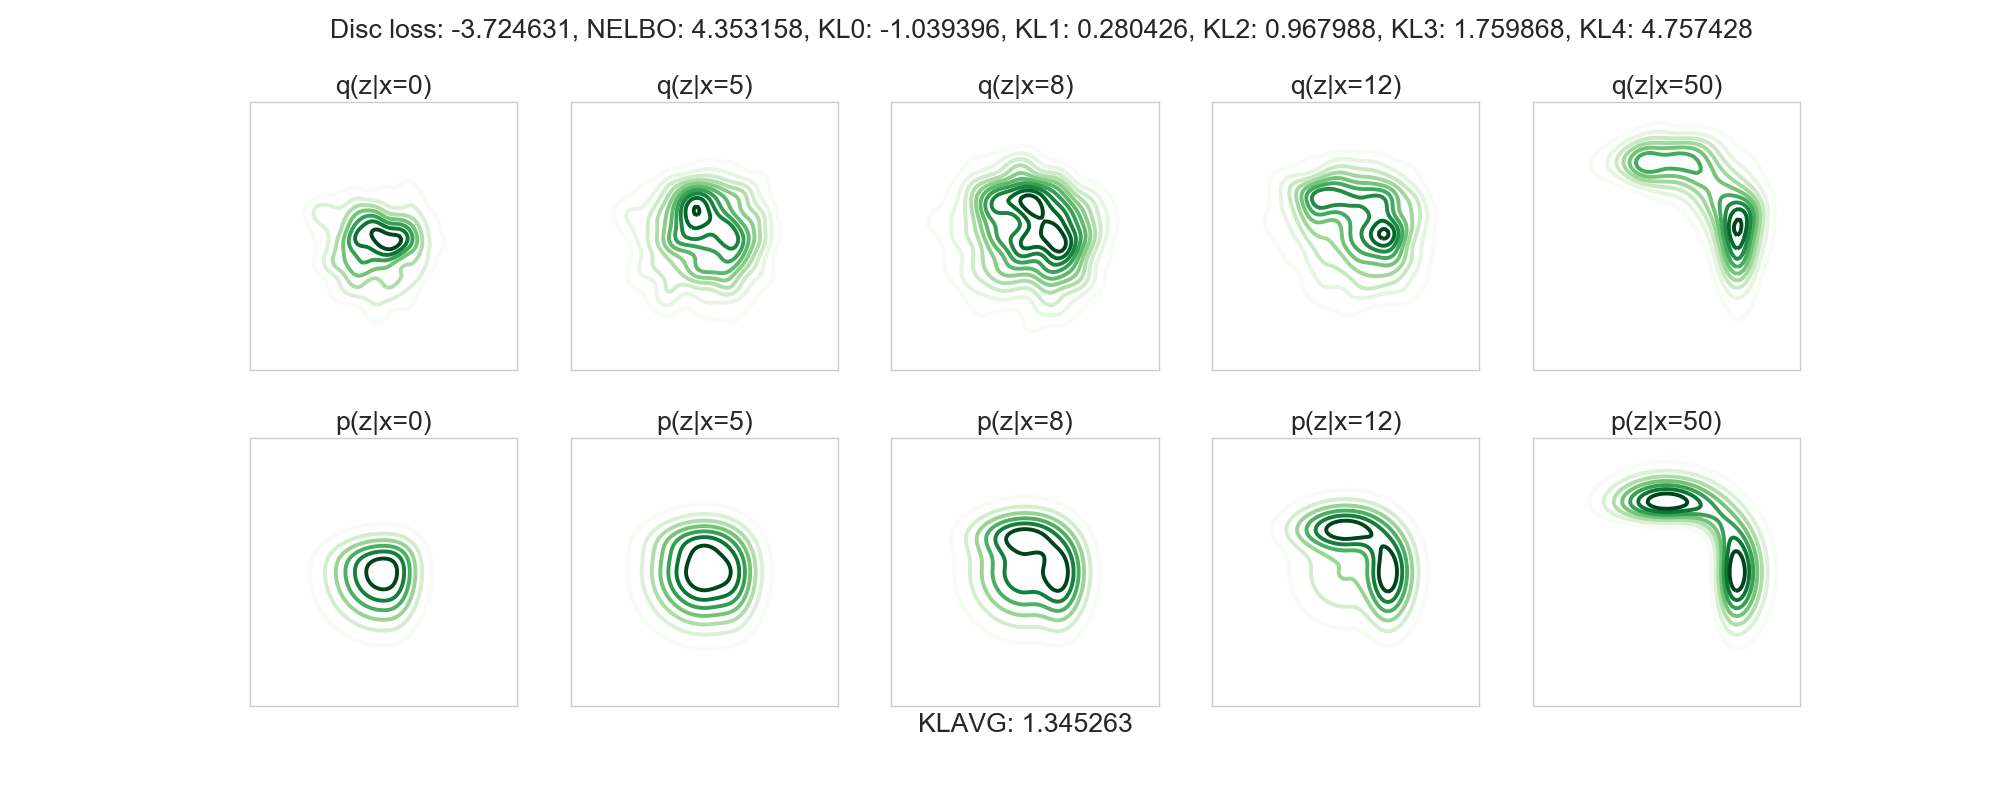 Disc loss: -3.724631, NELBO: 4.353158, KL0: -1.039396, KL1: 0.280426, KL2: 0.967988, KL3: 1.759868, KL4: 4.757428
q(z|x=0) q(z|x=5) q(z|x=8) q(z|x=12) q(z|x=50)
p(z|x=0) p(z|x=5) p(z|x=8) p(z|x=12) p(z|x=50)
KLAVG: 1.345263